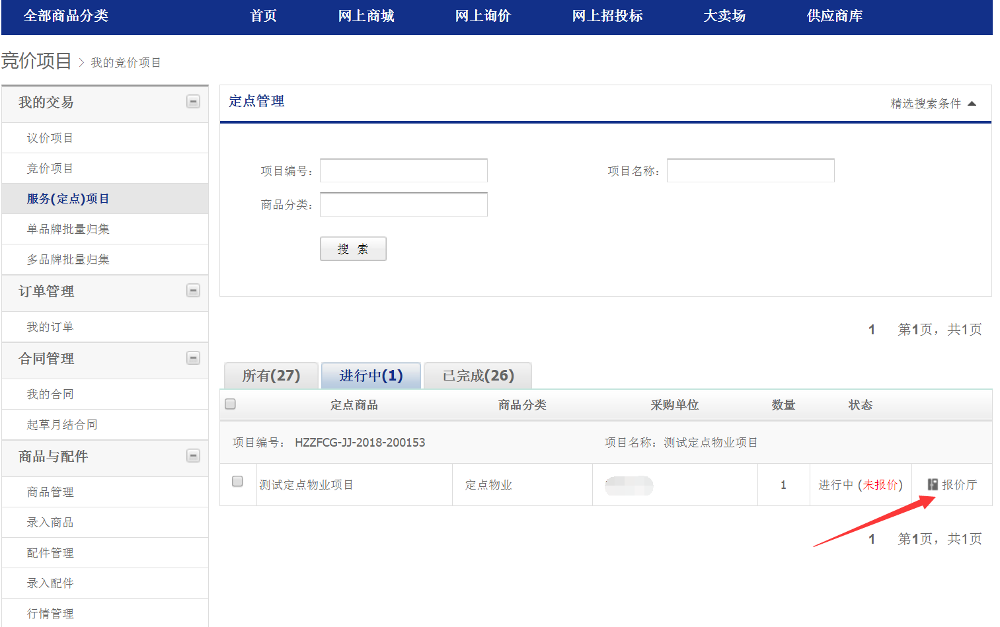 全部商品分类 首页 网上商城 网上询价 网上招投标 大卖场 供应商库
竞价项目 > 我的竞价项目
我的交易
议价项目
竞价项目
服务(定点)项目
单品牌批量归集
多品牌批量归集
订单管理
我的订单
合同管理
我的合同
起草月结合同
商品与配件
商品管理
录入商品
配件管理
录入配件
行情管理
定点管理 精选搜索条件
项目编号： 项目名称：
商品分类：
搜 索
1 第1页，共1页
所有(27) 进行中(1) 已完成(26)
定点商品 商品分类 采购单位 数量 状态
项目编号： HZZFCG-JJ-2018-200153 项目名称：测试定点物业项目
测试定点物业项目 定点物业 1 进行中 (未报价) 报价厅
1 第1页，共1页